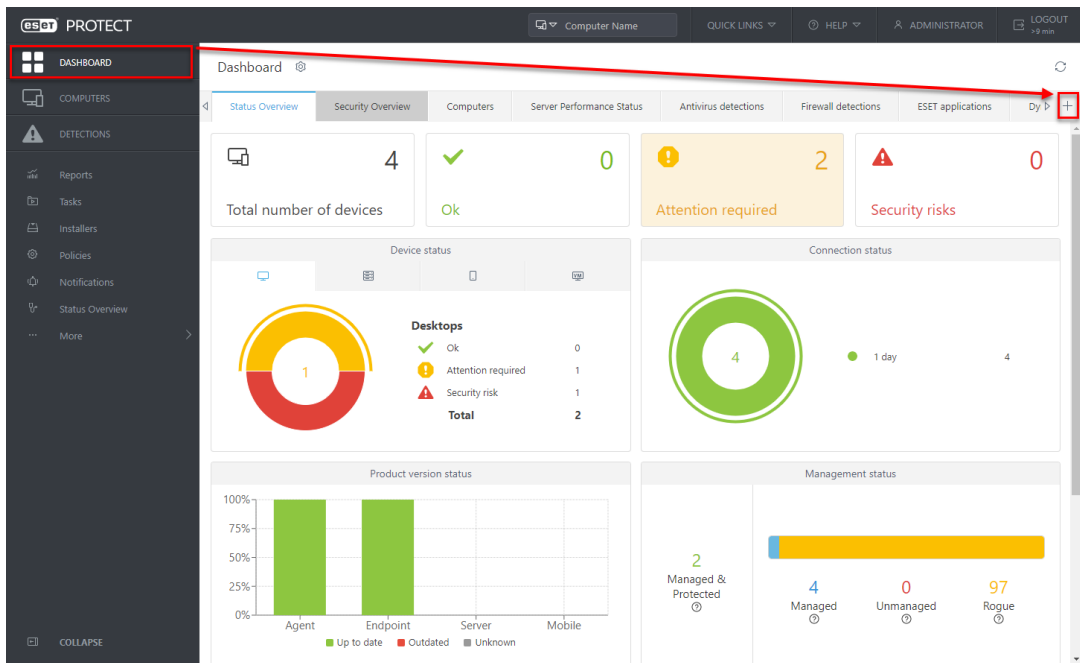 eset PROTECT
Computer Name
QUICK LINKS
HELP
ADMINISTRATOR
LOGOUT
>9 min
DASHBOARD
COMPUTERS
DETECTIONS
Reports
Tasks
Installers
Policies
Notifications
Status Overview
More
COLLAPSE
Dashboard
Status Overview
Security Overview
Computers
Server Performance Status
Antivirus detections
Firewall detections
ESET applications
Dy
4
Total number of devices
0
Ok
2
Attention required
0
Security risks
Device status
VM
1
Desktops
Ok 0
Attention required 1
Security risk 1
Total 2
Connection status
4
1 day 4
Product version status
100%
75%
50%
25%
0%
Agent Endpoint Server Mobile
Up to date Outdated Unknown
Management status
2
Managed &
Protected
4 0 97
Managed Unmanaged Rogue